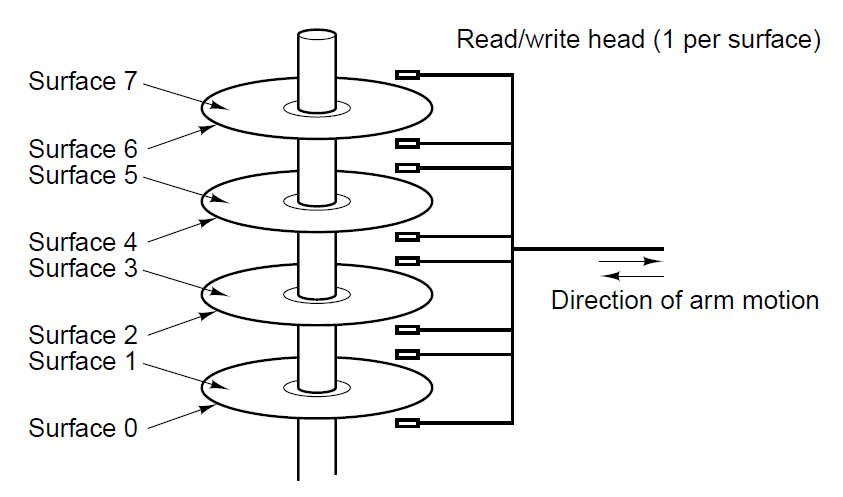 Read/write head (1 per surface)
Surface 7
Surface 6
Surface 5
Surface 4
Surface 3
Direction of arm motion
Surface 2
Surface 1
Surface 0